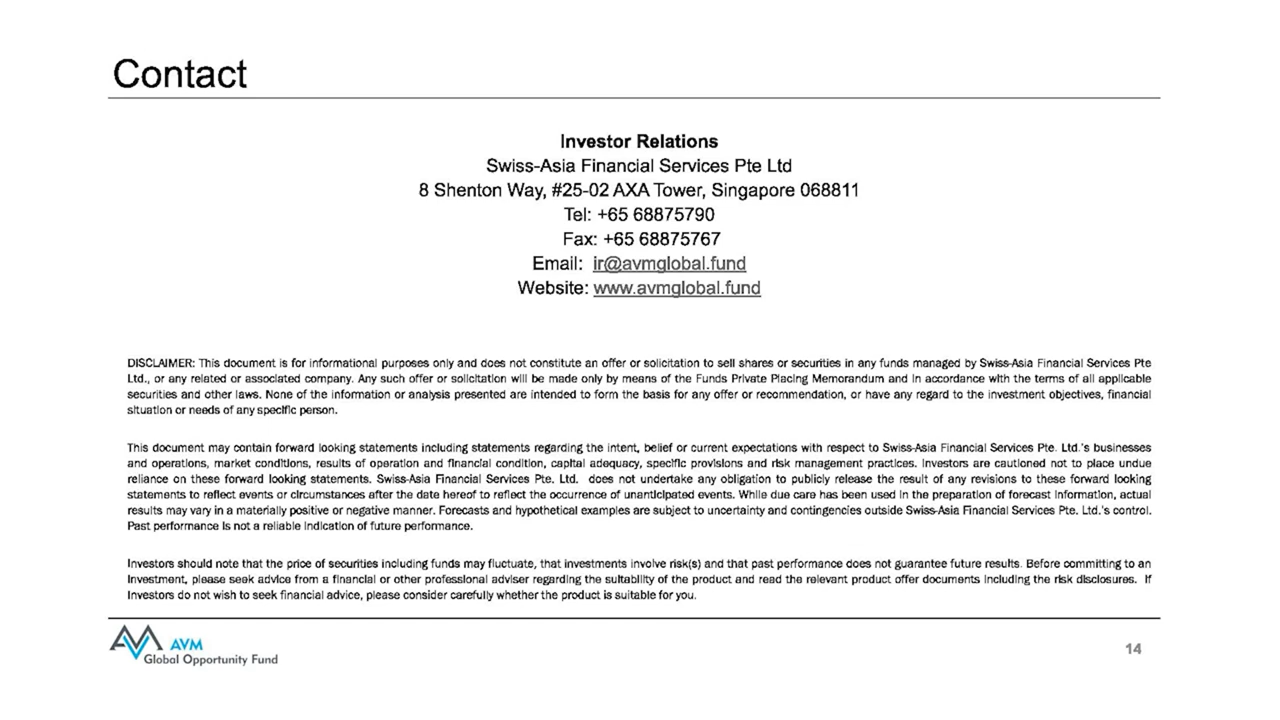 Contact
Investor Relations
Swiss-Asia Financial Services Pte Ltd
8 Shenton Way, #25-02 AXA Tower, Singapore 068811
Tel: +65 68875790
Fax: +65 68875767
Email: ir@avmglobal.fund
Website: www.avmglobal.fund
DISCLAIMER: This document is for informational purposes only and does not constitute an offer or solicitation to sell shares or securities in any funds managed by Swiss-Asia Financial Services Pte
Ltd., or any related or associated company. Any such offer or solicitation will be made only by means of the Funds Private Placing Memorandum and in accordance with the terms of all applicable
securities and other laws. None of the information or analysis presented are intended to form the basis for any offer or recommendation, or have any regard to the investment objectives, financial
situation or needs of any specific person.
This document may contain forward looking statements including statements regarding the intent, belief or current expectations with respect to Swiss-Asia Financial Services Pte. Ltd.'s businesses
and operations, market conditions, results of operation and financial condition, capital adequacy, specific provisions and risk management practices. Investors are cautioned not to place undue
reliance on these forward looking statements. Swiss-Asia Financial Services Pte. Ltd. does not undertake any obligation to publicly release the result of any revisions to these forward looking
statements to reflect events or circumstances after the date hereof to reflect the occurrence of unanticipated events. While due care has been used in the preparation of forecast information, actual
results may vary in a materially positive or negative manner. Forecasts and hypothetical examples are subject to uncertainty and contingencies outside Swiss-Asia Financial Services Pte. Ltd.'s control.
Past performance is not a reliable indication of future performance.
Investors should note that the price of securities including funds may fluctuate, that investments involve risk(s) and that past performance does not guarantee future results. Before committing to an
investment, please seek advice from a financial or other professional adviser regarding the suitability of the product and read the relevant product offer documents including the risk disclosures. If
Investors do not wish to seek financial advice, please consider carefully whether the product is suitable for you.
AVM
Global Opportunity Fund
14